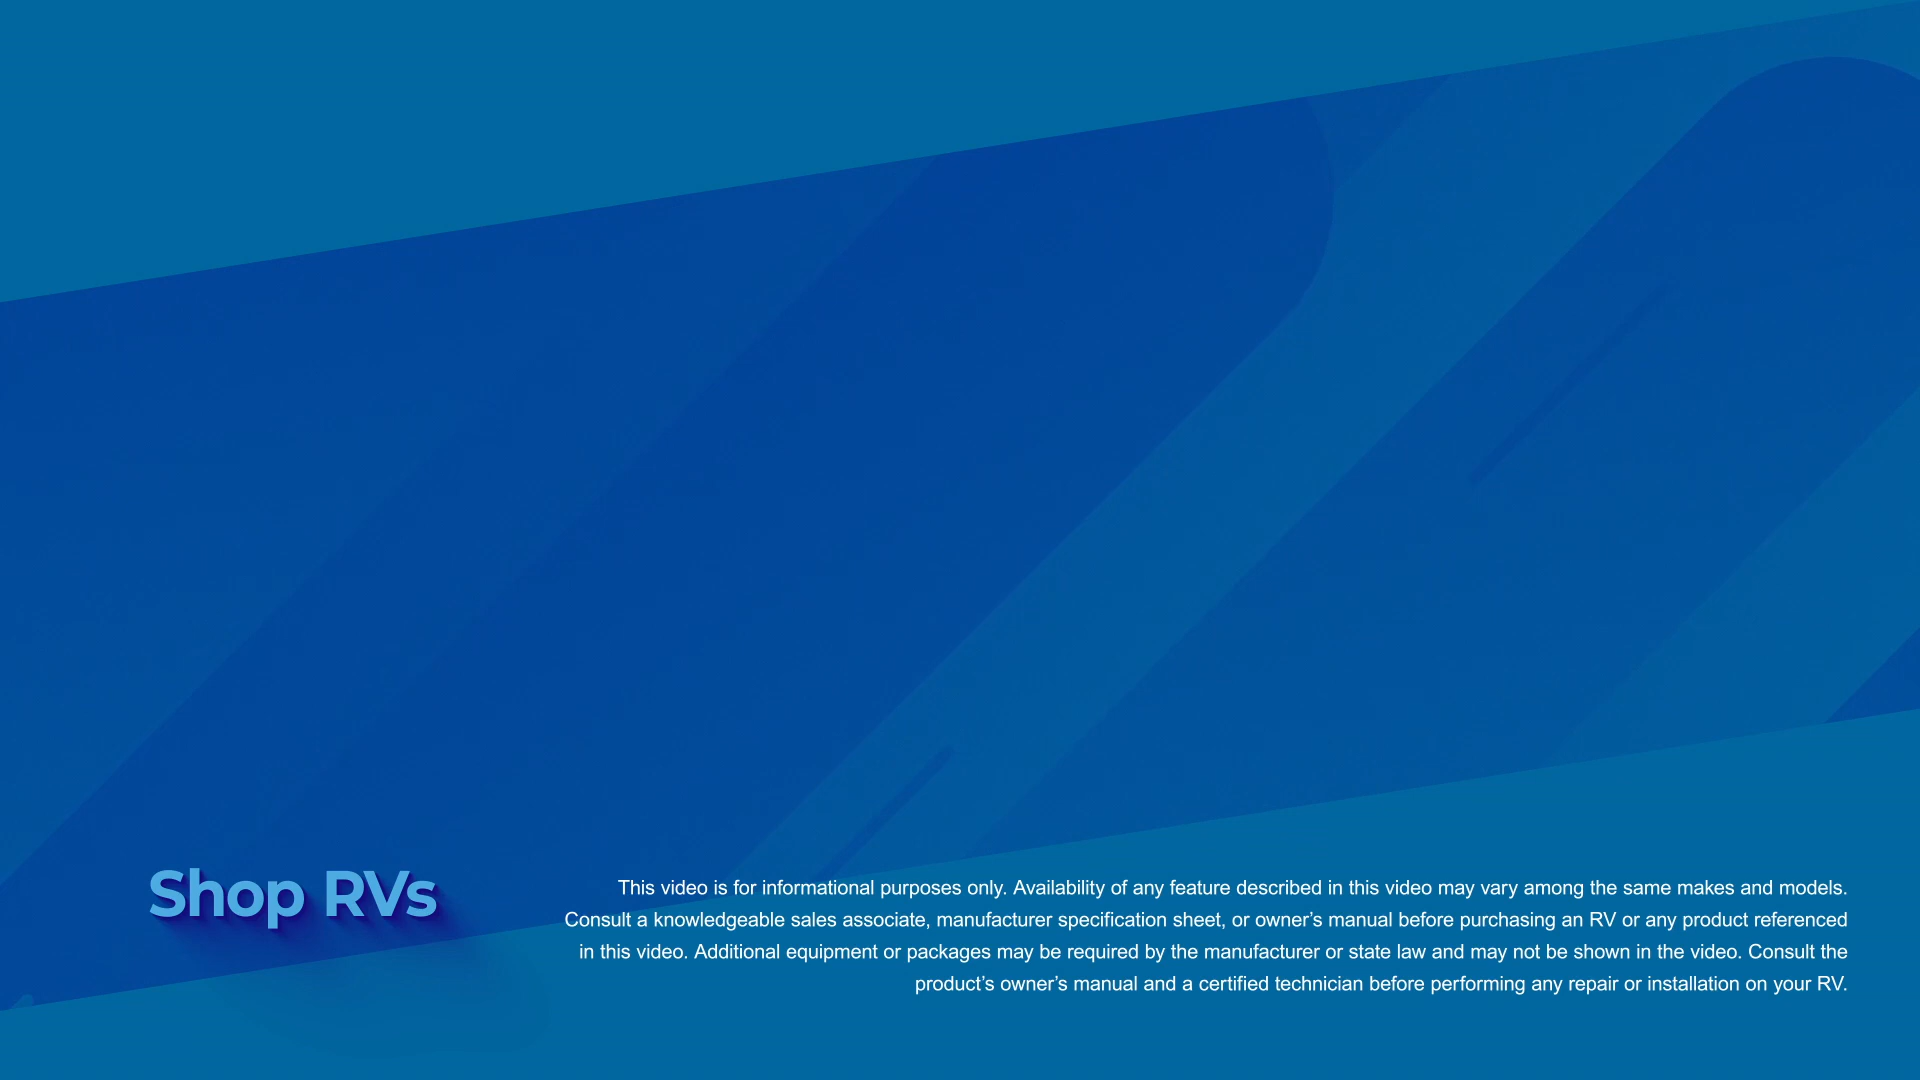 Shop RVs
This video is for informational purposes only. Availability of any feature described in this video may vary among the same makes and models.
Consult a knowledgeable sales associate, manufacturer specification sheet, or owner’s manual before purchasing an RV or any product referenced
in this video. Additional equipment or packages may be required by the manufacturer or state law and may not be shown in the video. Consult the
product’s owner’s manual and a certified technician before performing any repair or installation on your RV.